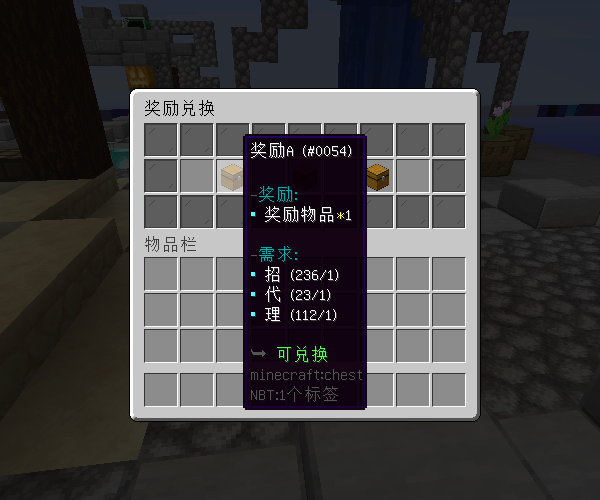 奖励兑换
奖励A (#0054)
-奖励:
▪ 奖励物品*1
物品栏
-需求:
▪ 招 (236/1)
▪ 代 (23/1)
▪ 理 (112/1)
➥ 可兑换
minecraft:chest
NBT:1个标签